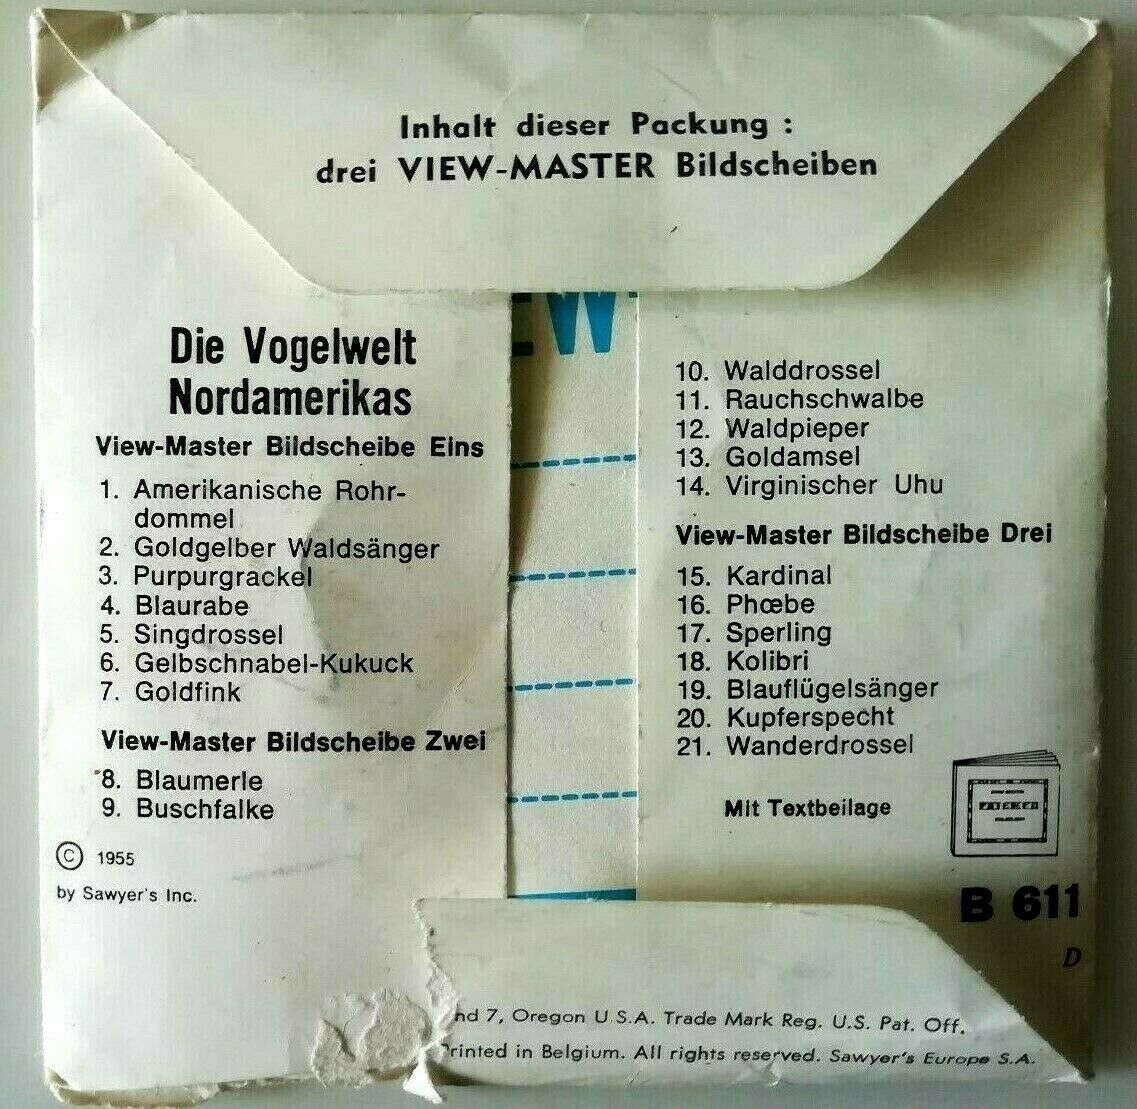 Inhalt dieser Packung :
drei VIEW-MASTER Bildscheiben
EW
Die Vogelwelt
Nordamerikas
View-Master Bildscheibe Eins
1. Amerikanische Rohr-
dommel
2. Goldgelber Waldsänger
3. Purpurgrackel
4. Blaurabe
5. Singdrossel
6. Gelbschnabel-Kukuck
7. Goldfink
View-Master Bildscheibe Zwei
8. Blaumerle
9. Buschfalke
© 1955
by Sawyer's Inc.
10. Walddrossel
11. Rauchschwalbe
12. Waldpieper
13. Goldamsel
14. Virginischer Uhu
View-Master Bildscheibe Drei
15. Kardinal
16. Phœbe
17. Sperling
18. Kolibri
19. Blauflügelsänger
20. Kupferspecht
21. Wanderdrossel
Mit Textbeilage
B 611
D
nd 7, Oregon U.S.A. Trade Mark Reg. U.S. Pat. Off.
Printed in Belgium. All rights reserved. Sawyer's Europe S.A.